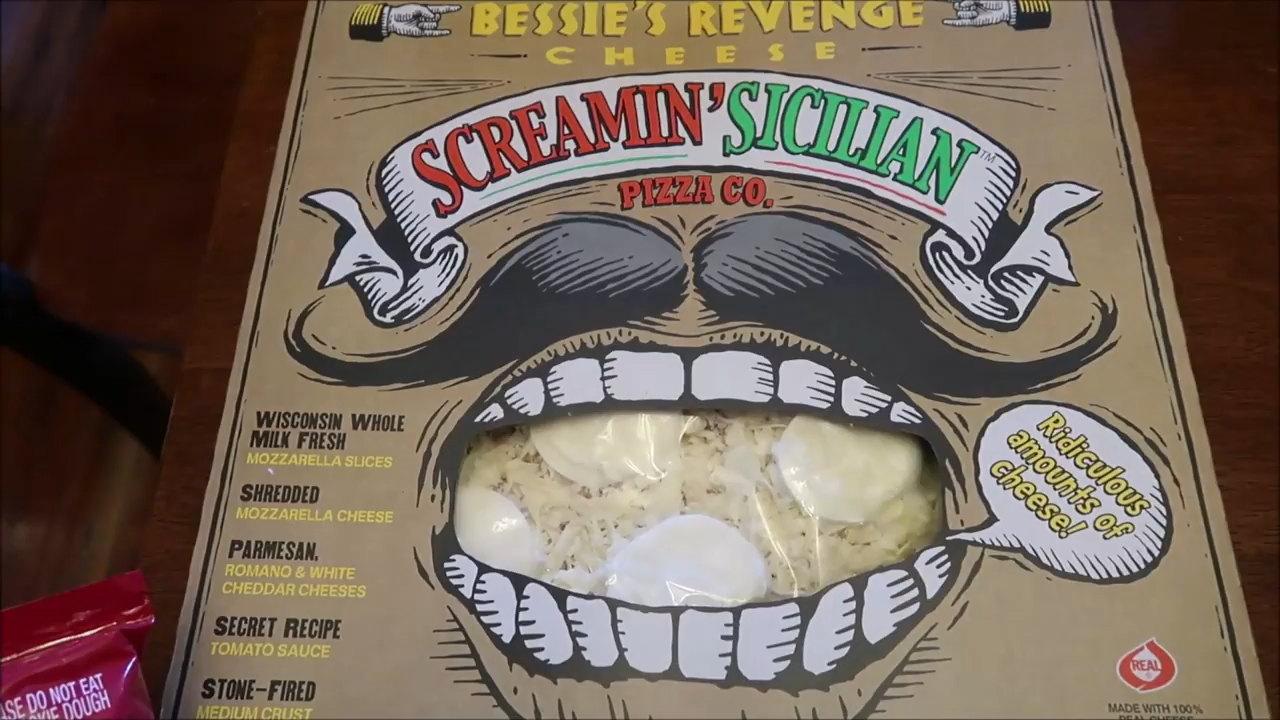 BESSIE'S REVENGE
CHEESE
SCREAMIN' SICILIAN™
PIZZA CO.
WISCONSIN WHOLE
MILK FRESH
MOZZARELLA SLICES
SHREDDED
MOZZARELLA CHEESE
PARMESAN,
ROMANO & WHITE
CHEDDAR CHEESES
SECRET RECIPE
TOMATO SAUCE
STONE-FIRED
MEDIUM CRUST
Ridiculous
amounts of
cheese!
REAL
MADE WITH 100%
REAL CHEESE
ASE DO NOT EAT
KIE DOUGH